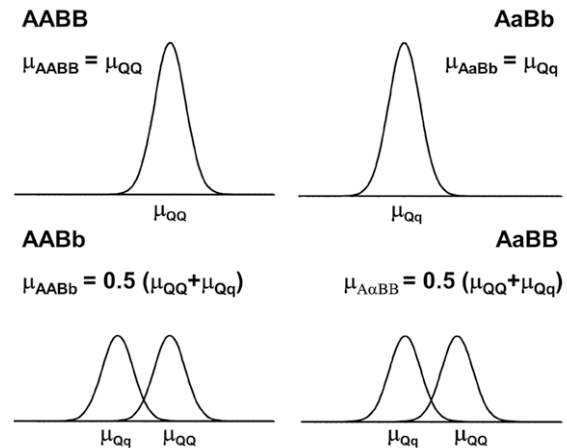 AABB
μAABB = μQQ
μQQ
AaBb
μAaBb = μQq
μQq
AABb
μAABb = 0.5 (μQQ+μQq)
μQq μQQ
AaBB
μAαBB = 0.5 (μQQ+μQq)
μQq μQQ